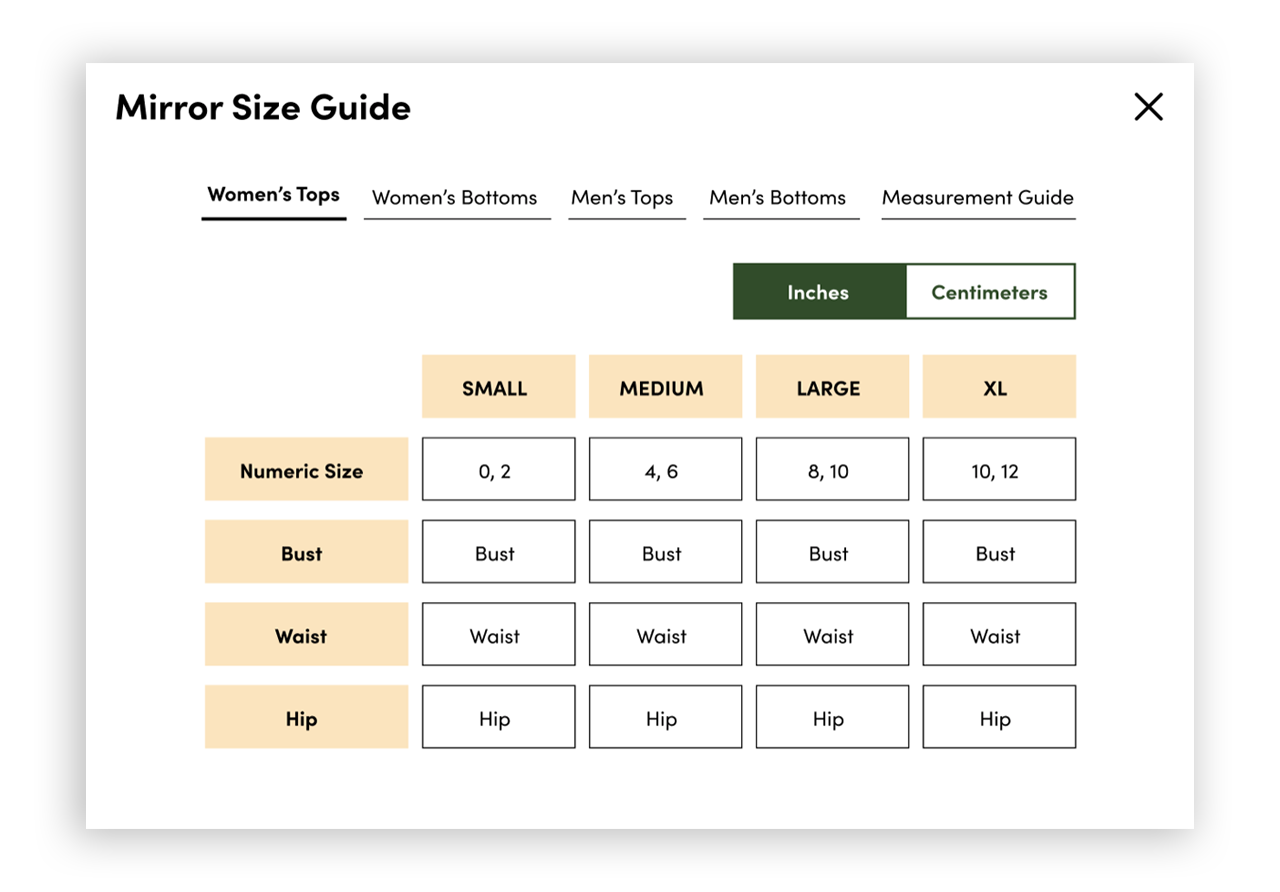 Mirror Size Guide
Women’s Tops Women’s Bottoms Men’s Tops Men’s Bottoms Measurement Guide
Inches Centimeters
SMALL MEDIUM LARGE XL
Numeric Size 0, 2 4, 6 8, 10 10, 12
Bust Bust Bust Bust Bust
Waist Waist Waist Waist Waist
Hip Hip Hip Hip Hip